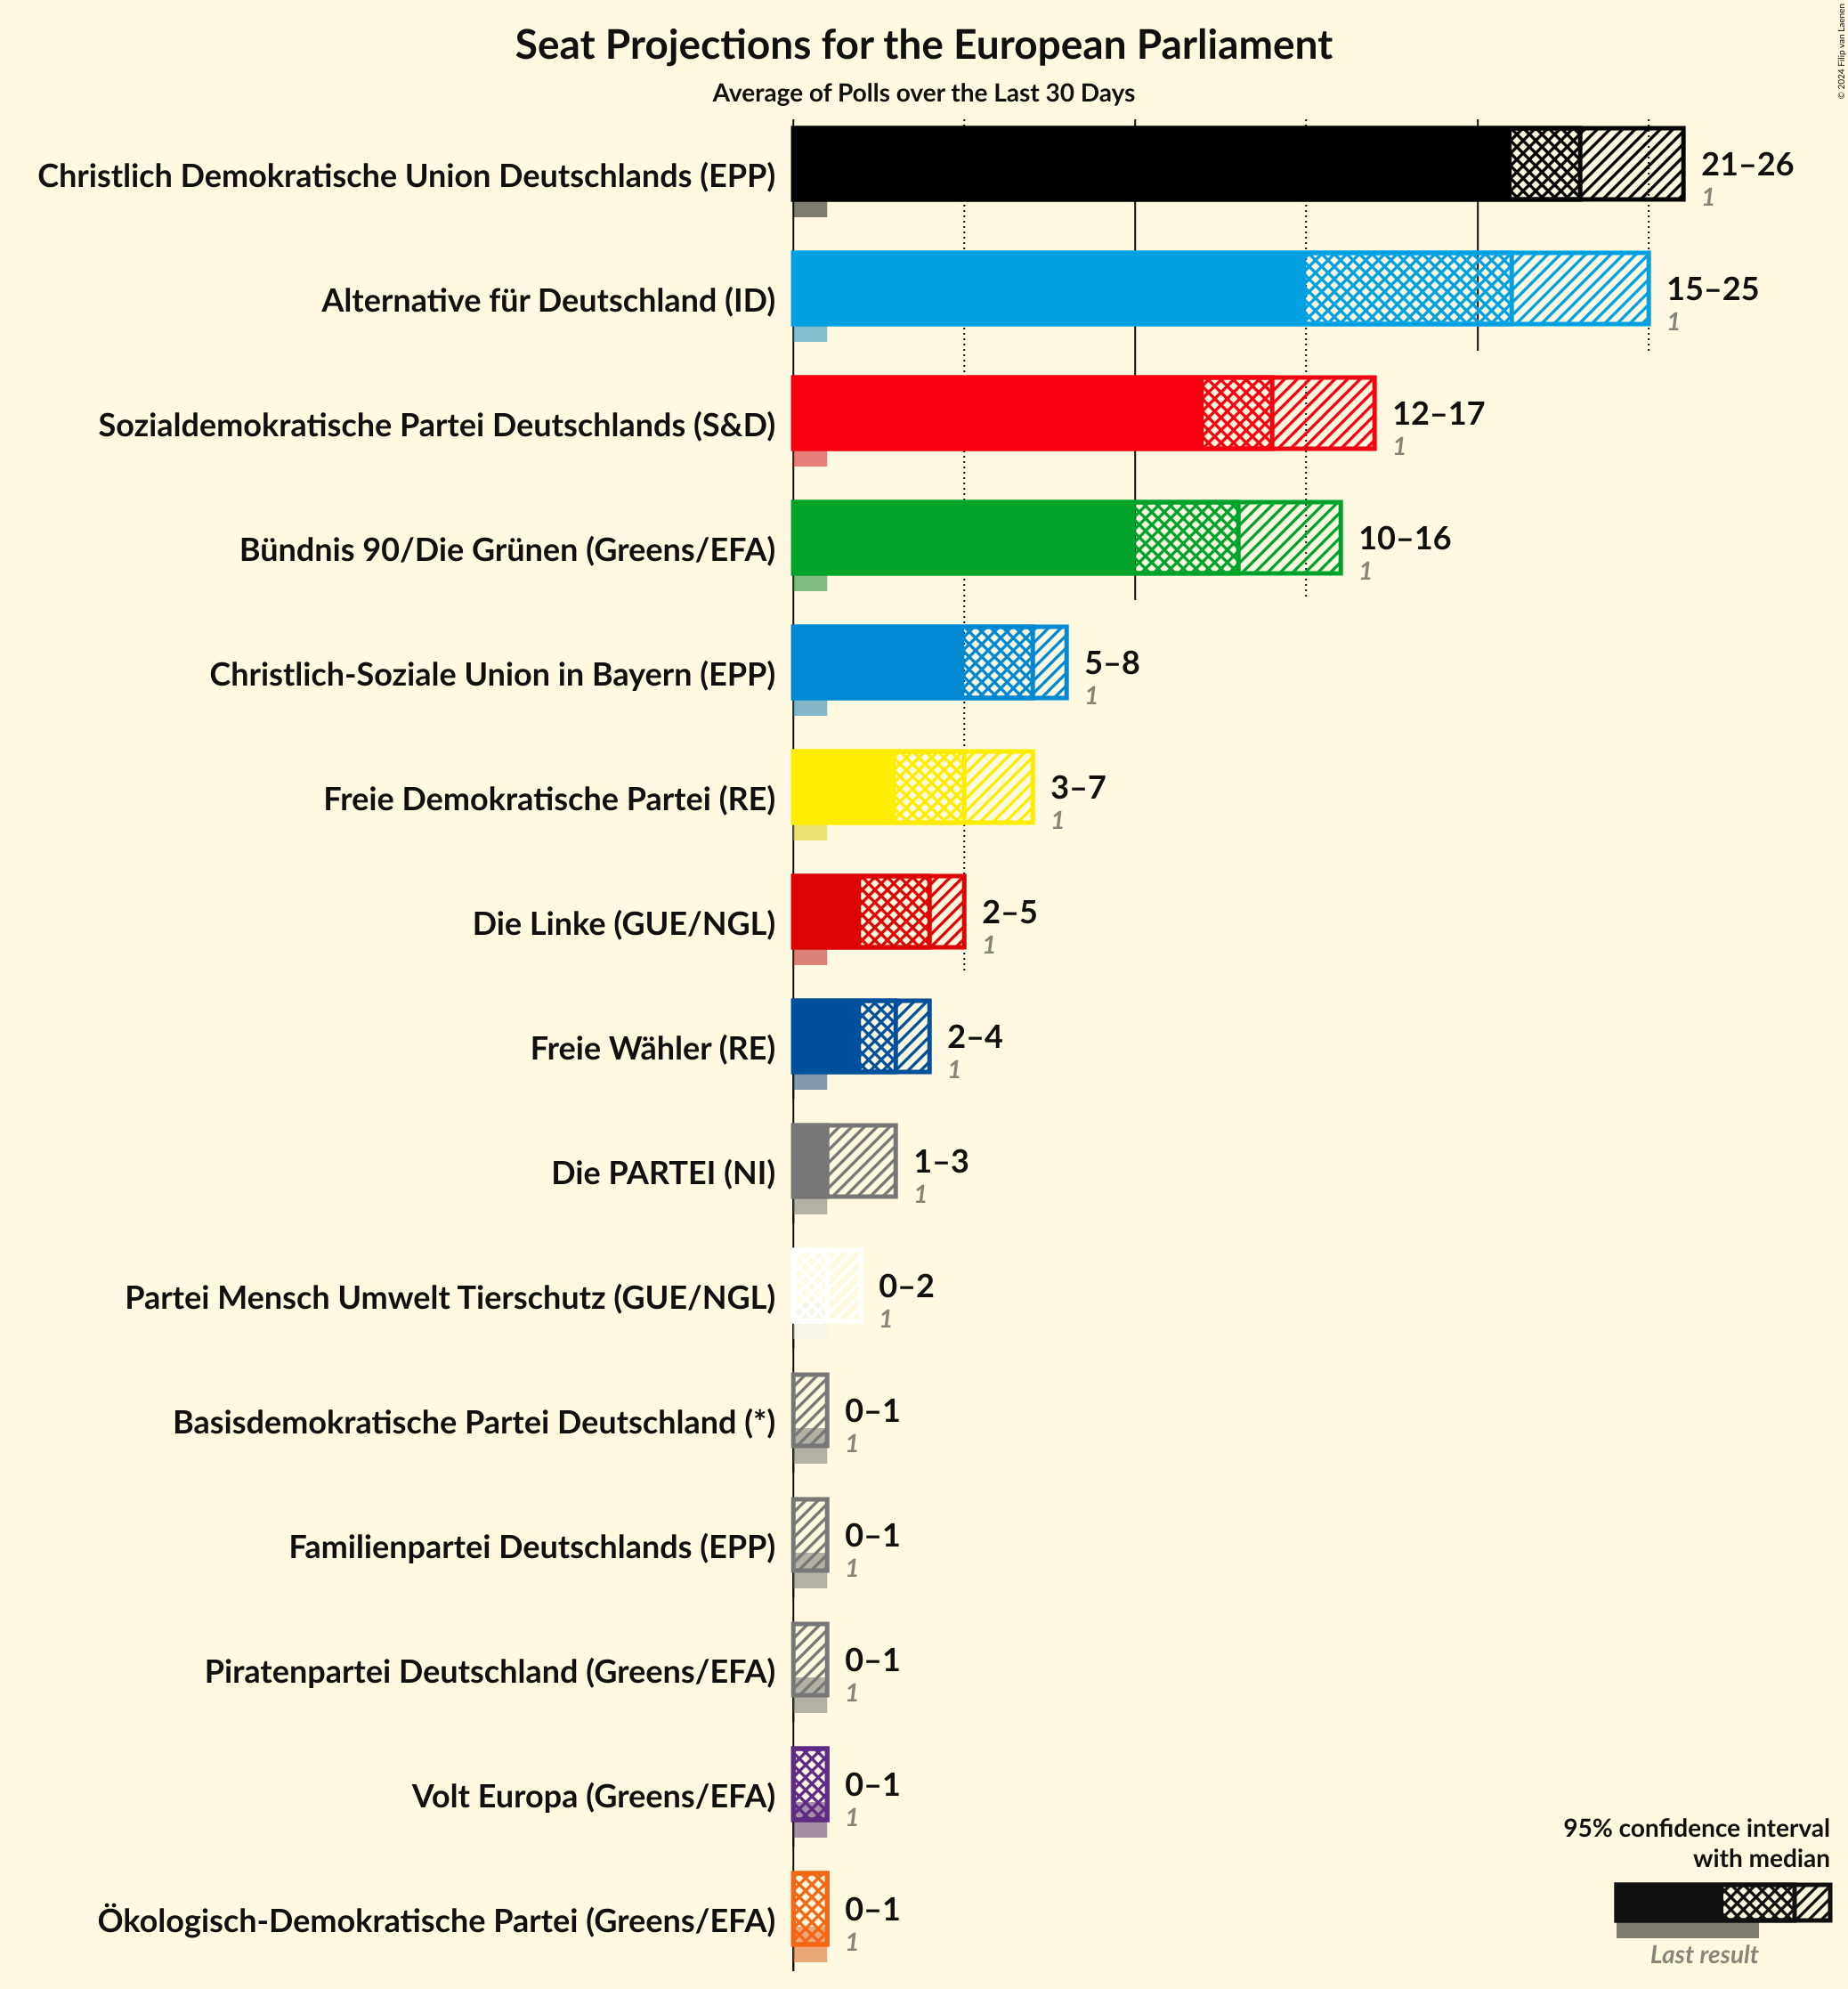 © 2024 Filip van Laenen
Seat Projections for the European Parliament
Average of Polls over the Last 30 Days
Christlich Demokratische Union Deutschlands (EPP)
21–26
1
Alternative für Deutschland (ID)
15–25
1
Sozialdemokratische Partei Deutschlands (S&D)
12–17
1
Bündnis 90/Die Grünen (Greens/EFA)
10–16
1
Christlich-Soziale Union in Bayern (EPP)
5–8
1
Freie Demokratische Partei (RE)
3–7
1
Die Linke (GUE/NGL)
2–5
1
Freie Wähler (RE)
2–4
1
Die PARTEI (NI)
1–3
1
Partei Mensch Umwelt Tierschutz (GUE/NGL)
0–2
1
Basisdemokratische Partei Deutschland (*)
0–1
1
Familienpartei Deutschlands (EPP)
0–1
1
Piratenpartei Deutschland (Greens/EFA)
0–1
1
Volt Europa (Greens/EFA)
0–1
1
Ökologisch-Demokratische Partei (Greens/EFA)
0–1
1
95% confidence interval
with median
Last result